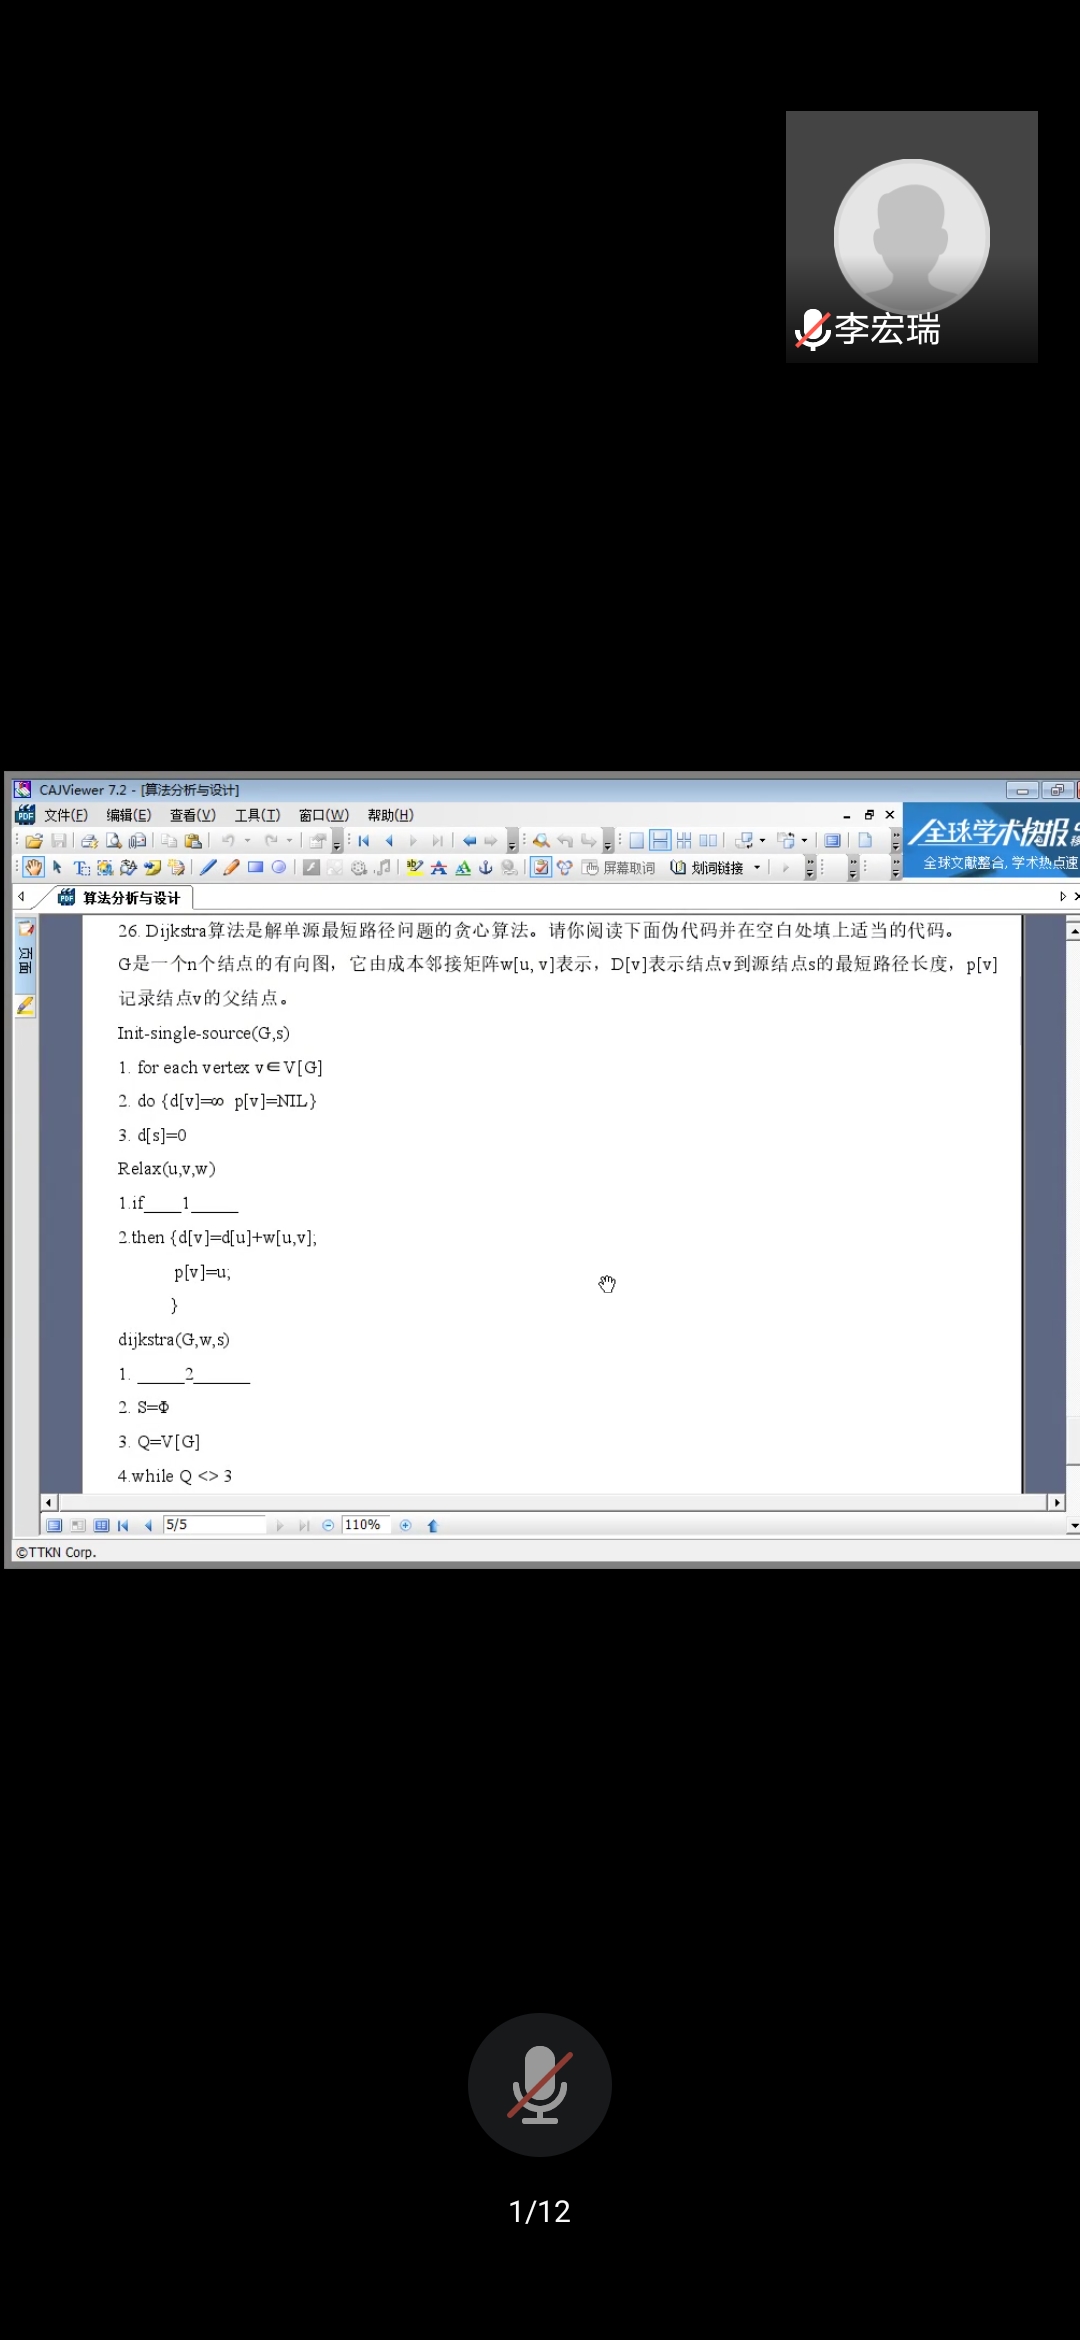 李宏瑞
CAJViewer 7.2 - [算法分析与设计]
文件(F) 编辑(E) 查看(V) 工具(T) 窗口(W) 帮助(H)
全球学术快报
全球文献整合, 学术热点速
屏幕取词 划词链接
算法分析与设计
页面
26. Dijkstra算法是解单源最短路径问题的贪心算法。请你阅读下面伪代码并在空白处填上适当的代码。
G是一个n个结点的有向图，它由成本邻接矩阵w[u, v]表示，D[v]表示结点v到源结点s的最短路径长度，p[v]
记录结点v的父结点。
Init-single-source(G,s)
1. for each vertex v∈V[G]
2. do {d[v]=∞ p[v]=NIL}
3. d[s]=0
Relax(u,v,w)
1.if____1_____
2.then {d[v]=d[u]+w[u,v];
p[v]=u;
}
dijkstra(G,w,s)
1. _____2______
2. S=Φ
3. Q=V[G]
4.while Q <> 3
5/5 110%
©TTKN Corp.
1/12